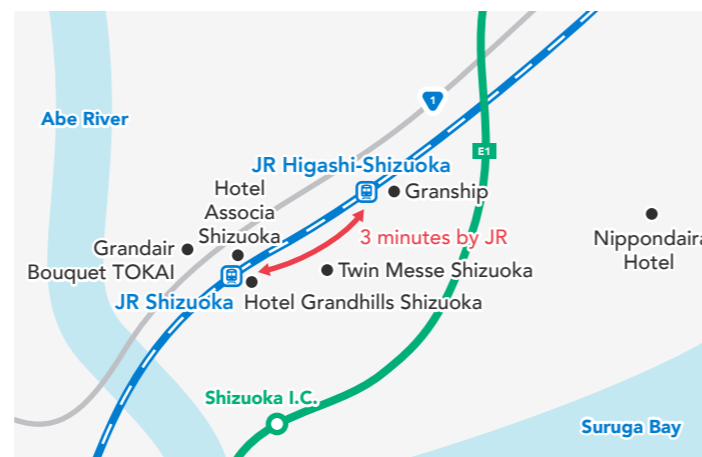 1
Abe River
E1
JR Higashi-Shizuoka
Hotel
Associa
Shizuoka
Granship
3 minutes by JR
Nippondaira
Hotel
Grandair
Bouquet TOKAI
Twin Messe Shizuoka
JR Shizuoka
Hotel Grandhills Shizuoka
Shizuoka I.C.
Suruga Bay